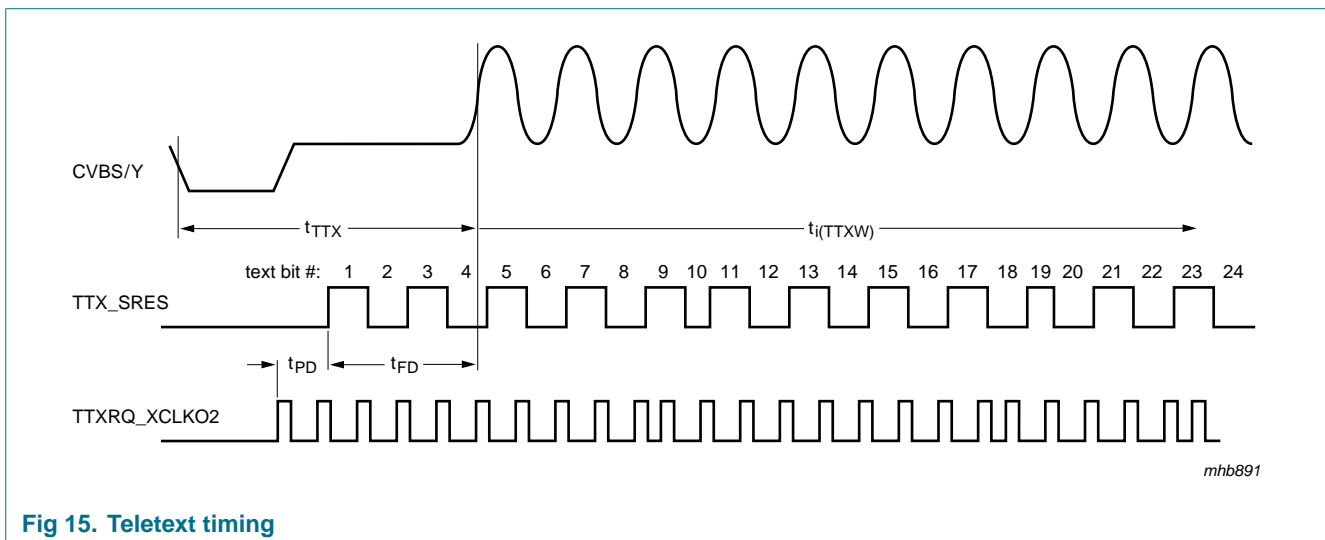 CVBS/Y
tTTX
ti(TTXW)
text bit #: 1 2 3 4 5 6 7 8 9 10 11 12 13 14 15 16 17 18 19 20 21 22 23 24
TTX_SRES
tPD
tFD
TTXRQ_XCLKO2
mhb891
Fig 15. Teletext timing